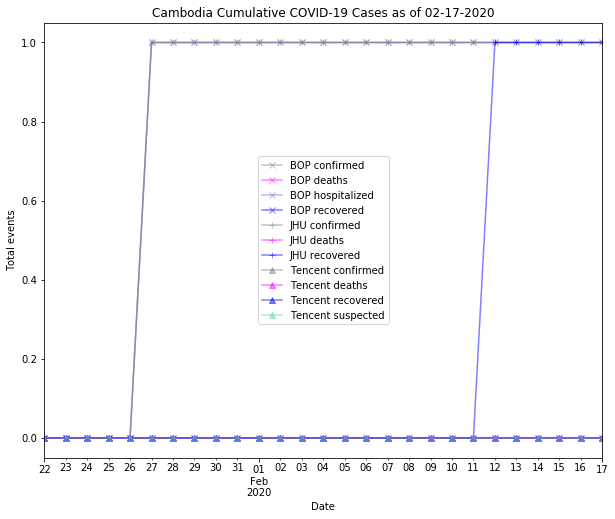 Cambodia Cumulative COVID-19 Cases as of 02-17-2020
Total events
1.0
0.8
0.6
0.4
0.2
0.0
BOP confirmed
BOP deaths
BOP hospitalized
BOP recovered
JHU confirmed
JHU deaths
JHU recovered
Tencent confirmed
Tencent deaths
Tencent recovered
Tencent suspected
22 23 24 25 26 27 28 29 30 31 01 02 03 04 05 06 07 08 09 10 11 12 13 14 15 16 17
Feb
2020
Date